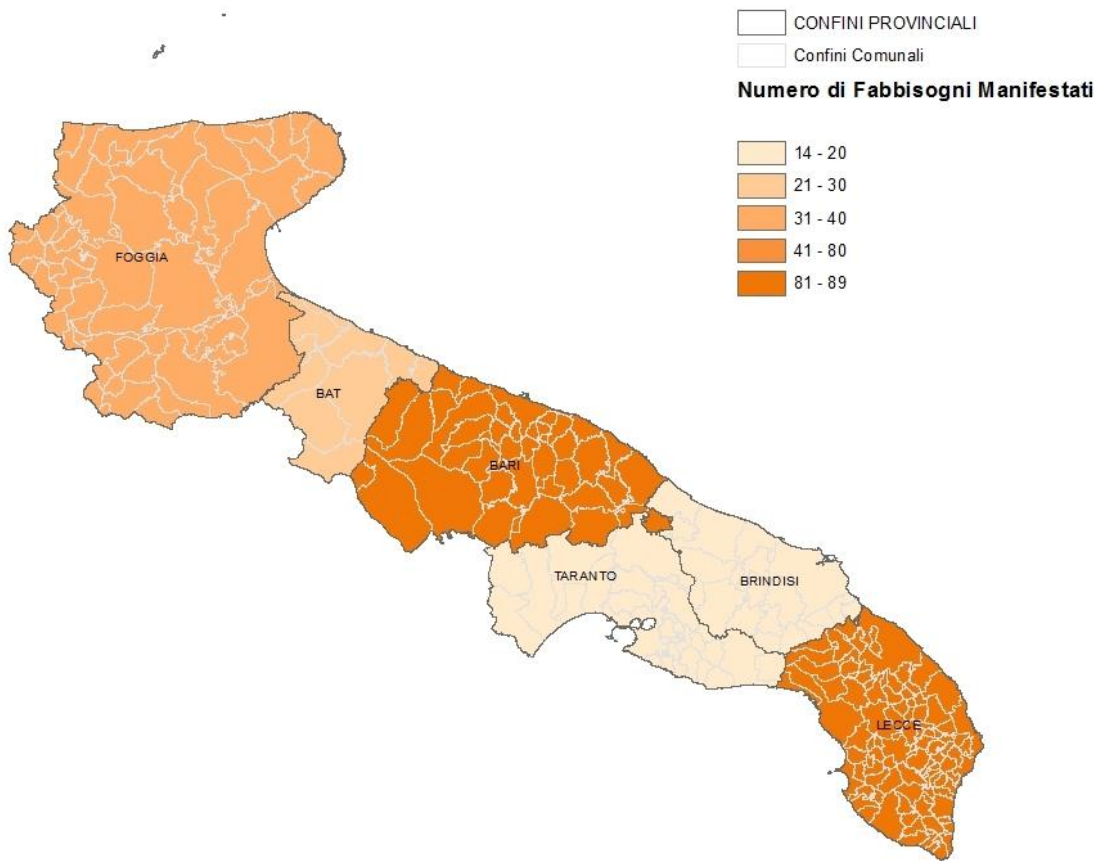 CONFINI PROVINCIALI
Confini Comunali
Numero di Fabbisogni Manifestati
14 - 20
21 - 30
31 - 40
41 - 80
81 - 89
FOGGIA
BAT
BARI
TARANTO
BRINDISI
LECCE